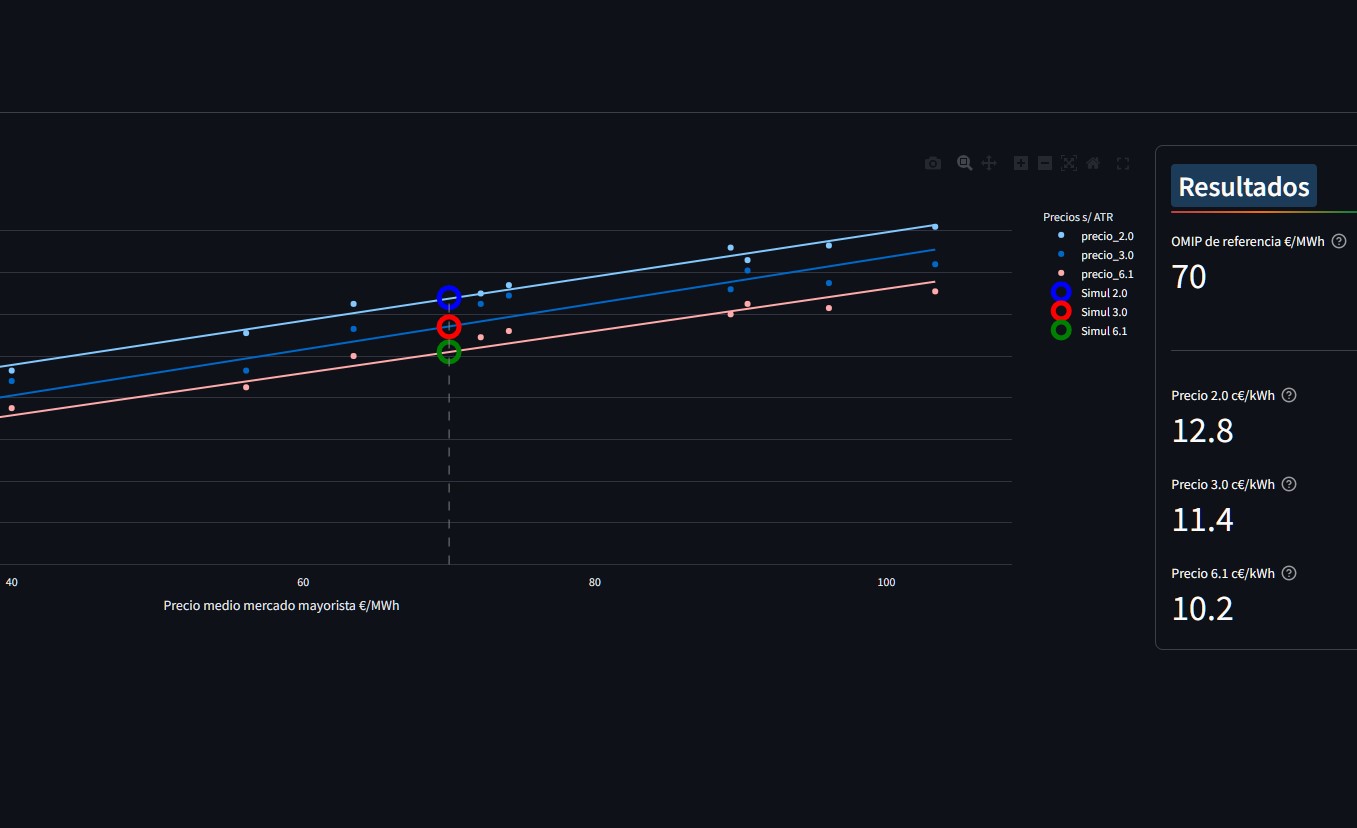 Resultados
Precios s/ ATR
precio_2.0
precio_3.0
precio_6.1
Simul 2.0
Simul 3.0
Simul 6.1
OMIP de referencia €/MWh
70
Precio 2.0 c€/kWh
12.8
Precio 3.0 c€/kWh
11.4
Precio 6.1 c€/kWh
10.2
40 60 80 100
Precio medio mercado mayorista €/MWh